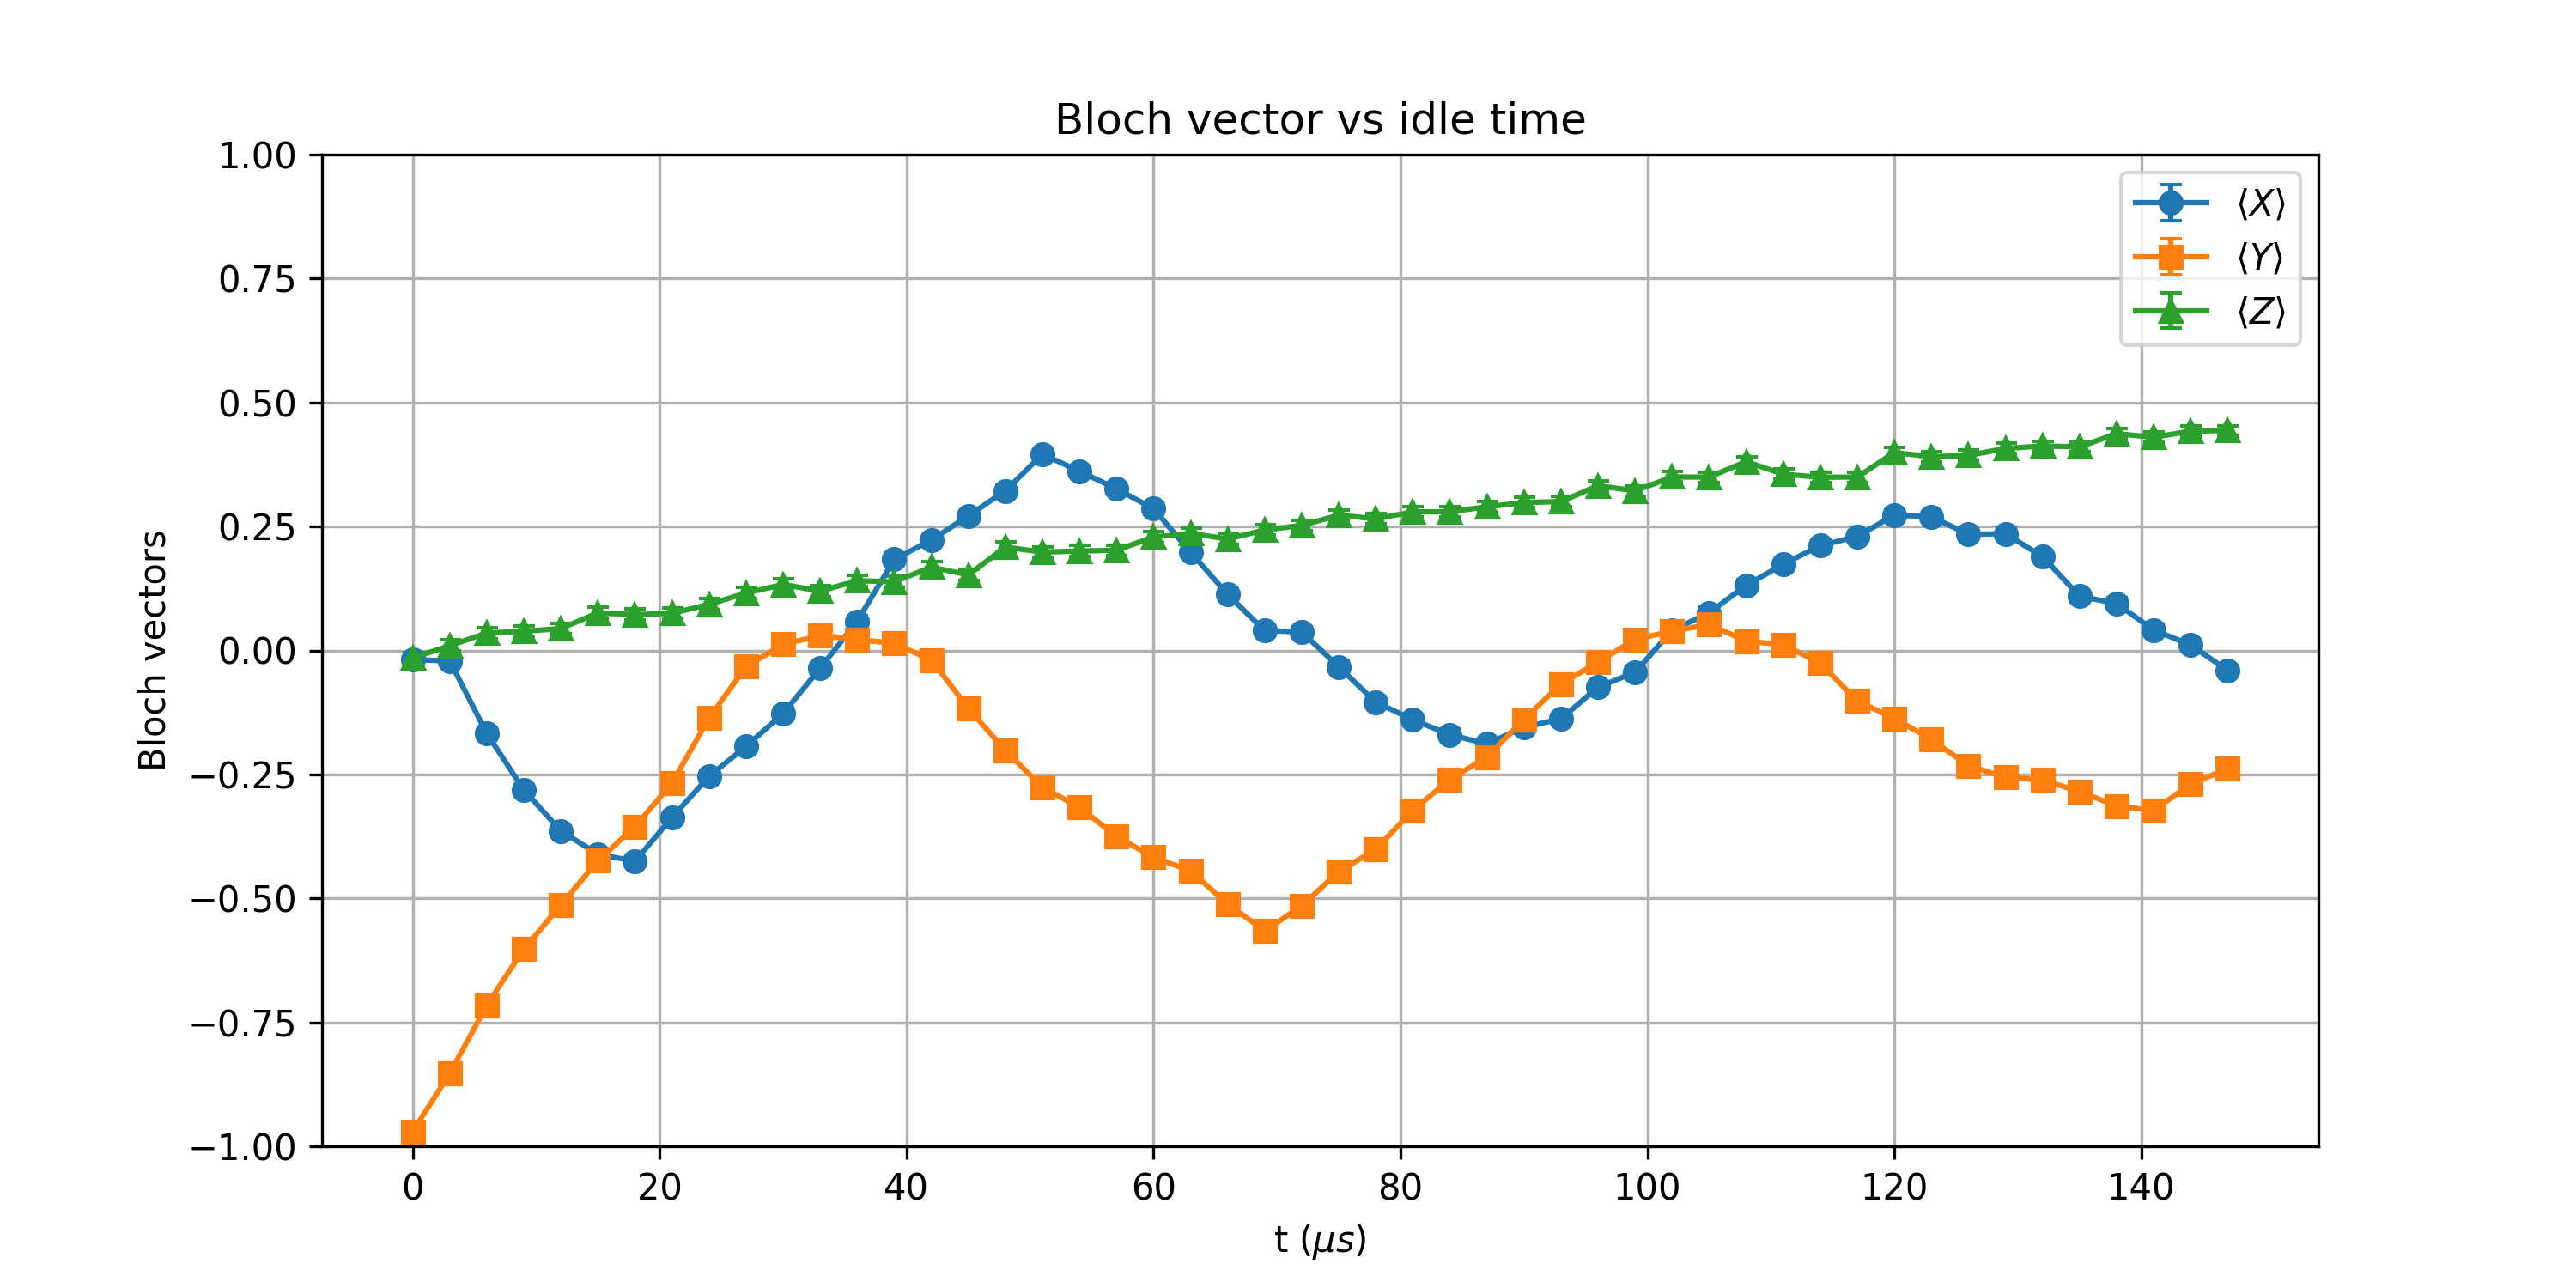 Bloch vector vs idle time
1.00
0.75
0.50
0.25
0.00
−0.25
−0.50
−0.75
−1.00
Bloch vectors
⟨X⟩
⟨Y⟩
⟨Z⟩
0 20 40 60 80 100 120 140
t (μs)